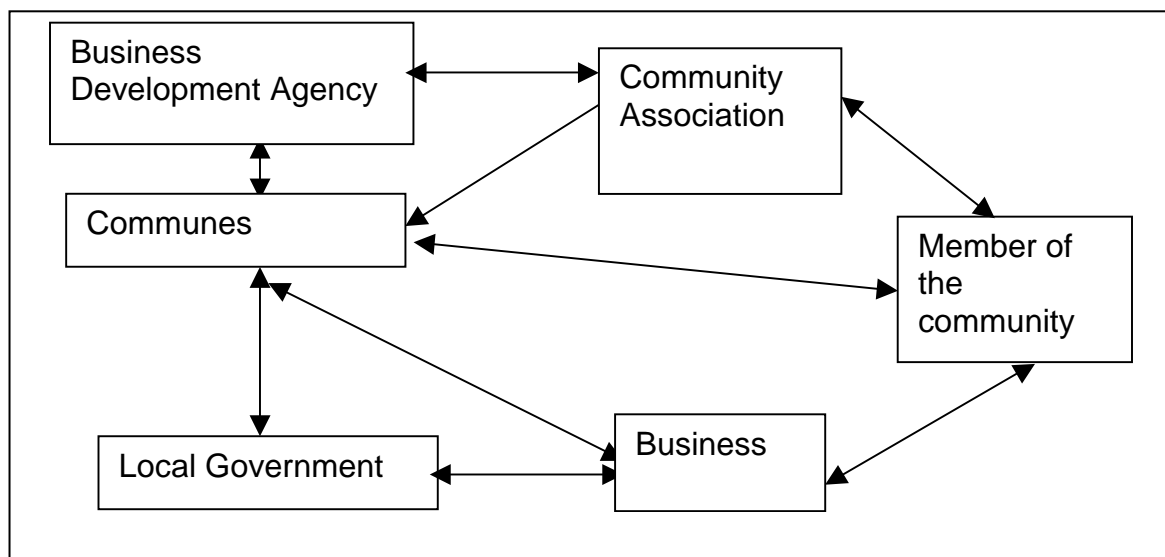 Business
Development Agency
Community
Association
Communes
Member of
the
community
Business
Local Government